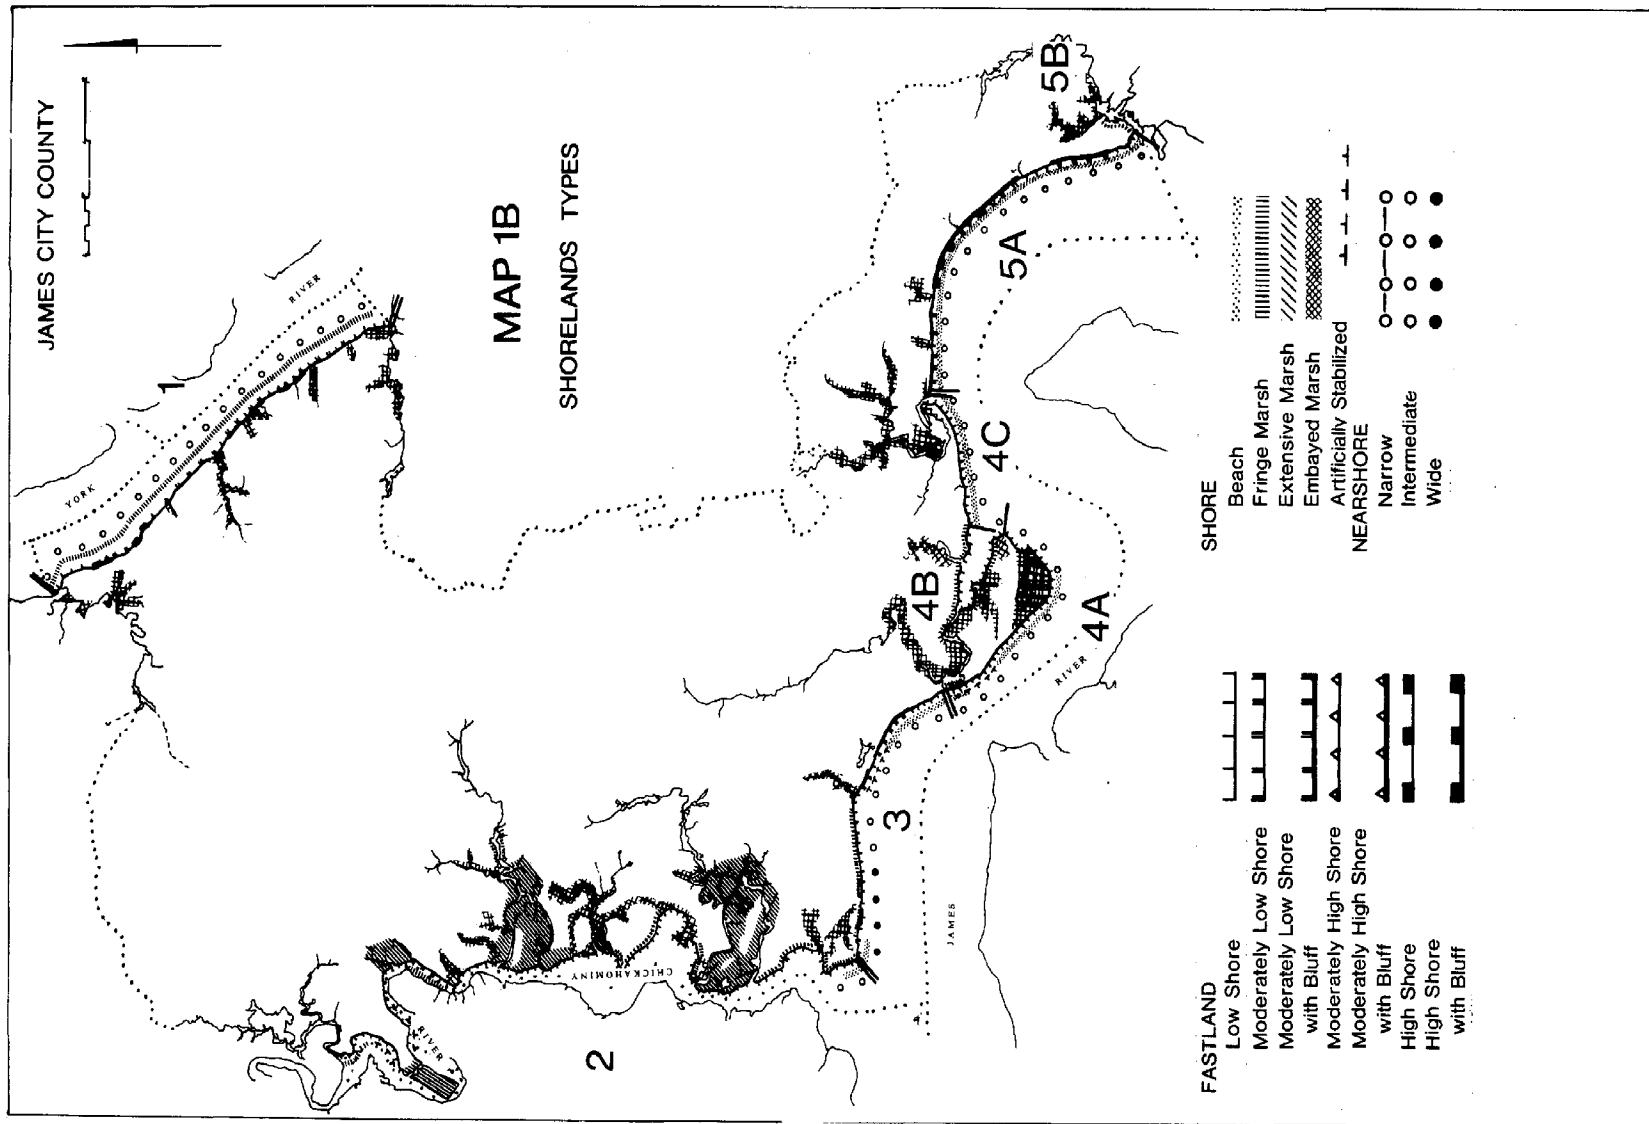 JAMES CITY COUNTY
MAP 1B
SHORELANDS TYPES
YORK
RIVER
1
2
CHICKAHOMINY
RIVER
3
JAMES
RIVER
4A
4B
4C
5A
5B
FASTLAND
Low Shore
Moderately Low Shore
Moderately Low Shore
with Bluff
Moderately High Shore
Moderately High Shore
with Bluff
High Shore
High Shore
with Bluff
SHORE
Beach
Fringe Marsh
Extensive Marsh
Embayed Marsh
Artificially Stabilized
NEARSHORE
Narrow
Intermediate
Wide